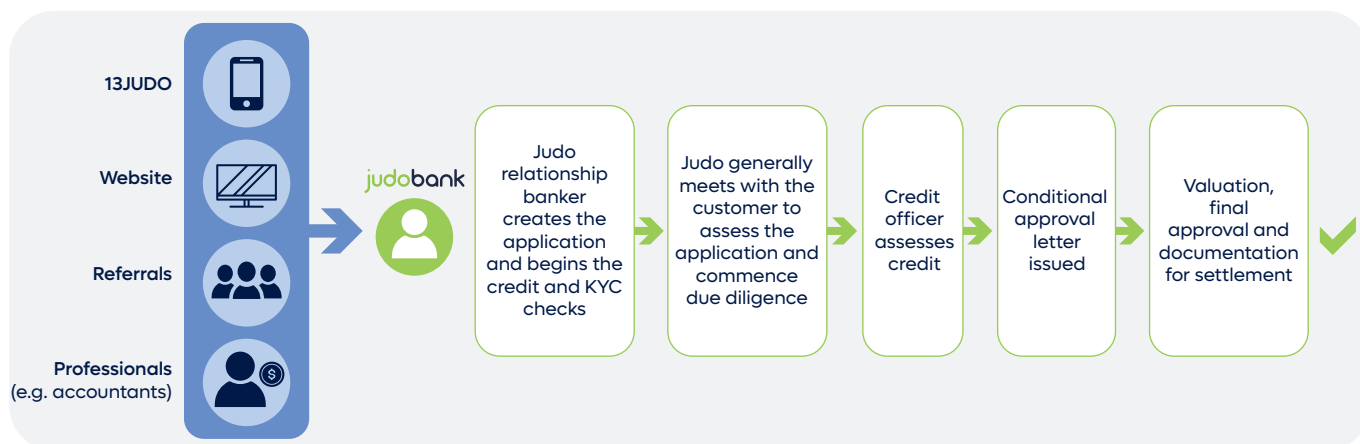 13JUDO
Website
Referrals
Professionals
(e.g. accountants)
$
judobank
Judo
relationship
banker
creates the
application
and begins the
credit and KYC
checks
Judo generally
meets with the
customer to
assess the
application and
commence
due diligence
Credit
officer
assesses
credit
Conditional
approval
letter
issued
Valuation,
final
approval and
documentation
for settlement